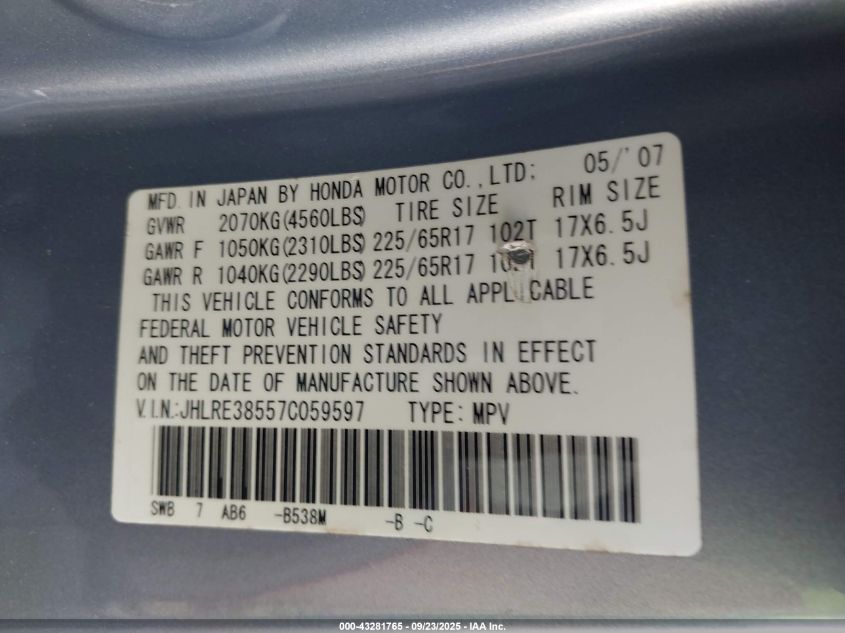 MFD. IN JAPAN BY HONDA MOTOR CO.,LTD: 05/'07
GVWR 2070KG(4560LBS) TIRE SIZE RIM SIZE
GAWR F 1050KG(2310LBS) 225/65R17 102T 17X6.5J
GAWR R 1040KG(2290LBS) 225/65R17 17X6.5J
THIS VEHICLE CONFORMS TO ALL APPLICABLE
FEDERAL MOTOR VEHICLE SAFETY
AND THEFT PREVENTION STANDARDS IN EFFECT
ON THE DATE OF MANUFACTURE SHOWN ABOVE.
V.I.N.:JHLRE38557C059597 TYPE: MPV
SWB 7 AB6 -B538M -B -C
000-43281765 - 09/23/2025 - IAA Inc.